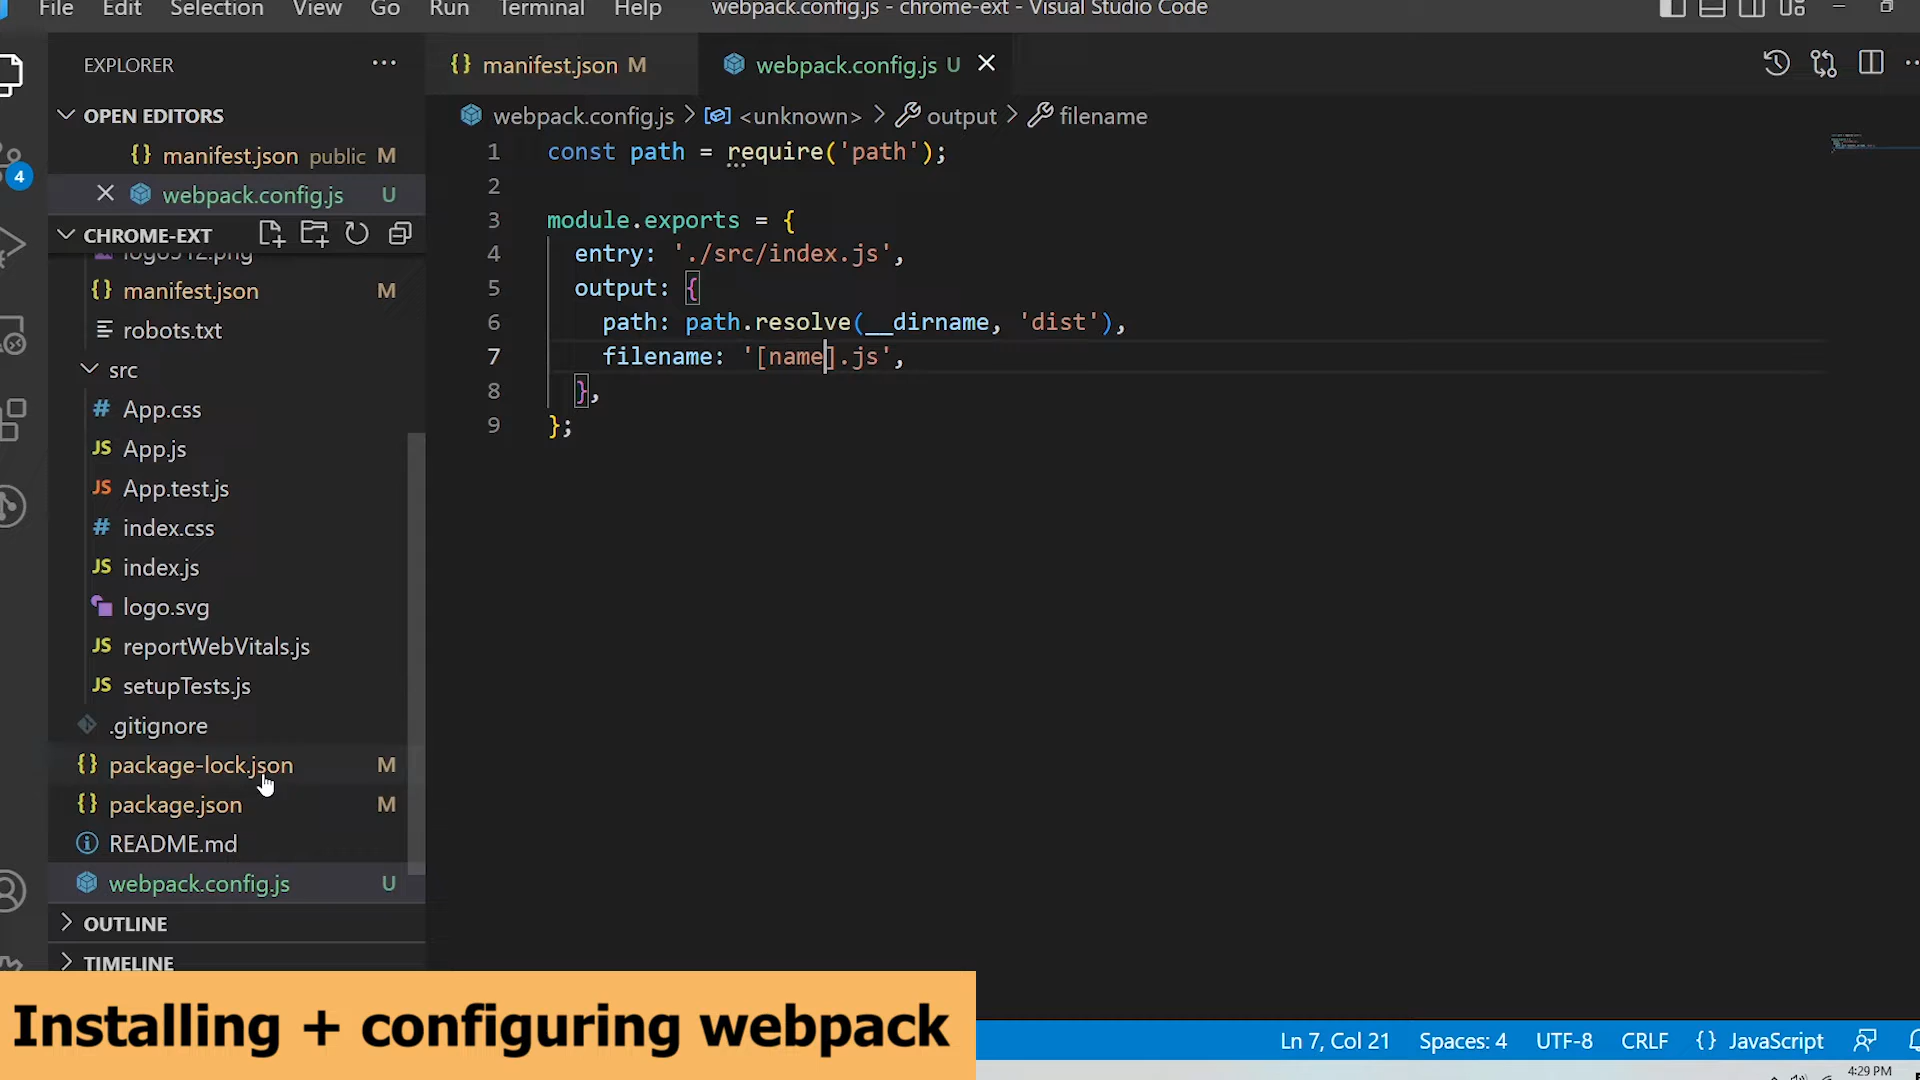 File Edit Selection View Go Run Terminal Help webpack.config.js - chrome-ext - Visual Studio Code
EXPLORER
OPEN EDITORS
{} manifest.json public M
webpack.config.js U
CHROME-EXT
logo512.png
{} manifest.json M
robots.txt
src
# App.css
JS App.js
JS App.test.js
# index.css
JS index.js
logo.svg
JS reportWebVitals.js
JS setupTests.js
.gitignore
{} package-lock.json M
{} package.json M
README.md
webpack.config.js U
OUTLINE
TIMELINE
4
{} manifest.json M
webpack.config.js U
webpack.config.js > <unknown> > output > filename
1 const path = require('path');
2
3 module.exports = {
4 entry: './src/index.js',
5 output: {
6 path: path.resolve(__dirname, 'dist'),
7 filename: '[name].js',
8 },
9 };
Installing + configuring webpack
Ln 7, Col 21 Spaces: 4 UTF-8 CRLF {} JavaScript
4:29 PM